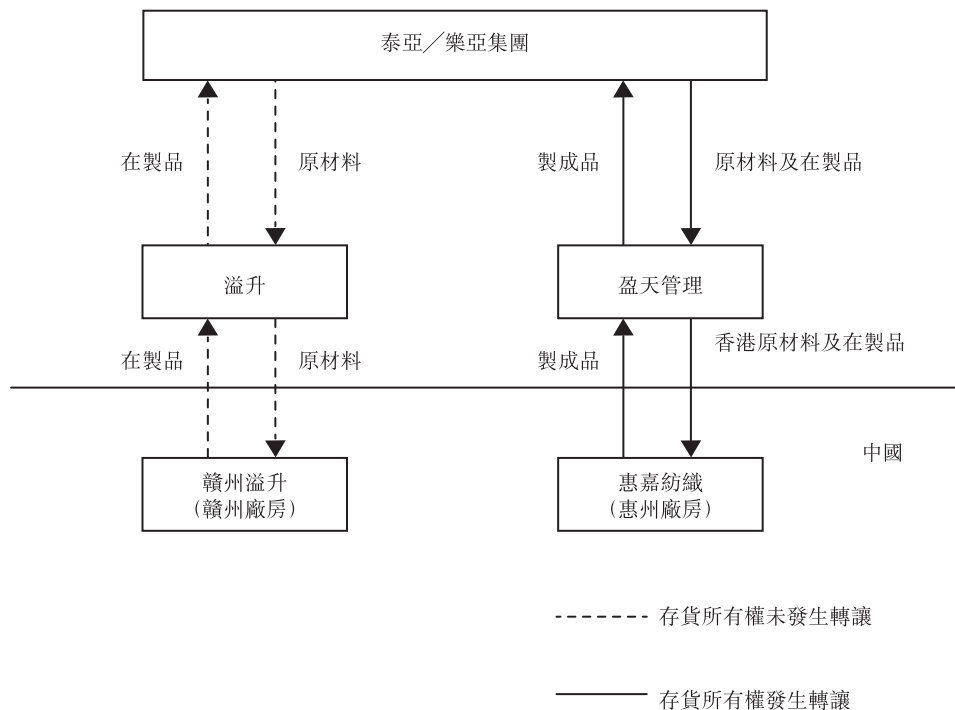 泰亞／樂亞集團
在製品
原材料
製成品
原材料及在製品
溢升
盈天管理
在製品
原材料
製成品
香港原材料及在製品
中國
贛州溢升
（贛州廠房）
惠嘉紡織
（惠州廠房）
存貨所有權未發生轉讓
存貨所有權發生轉讓